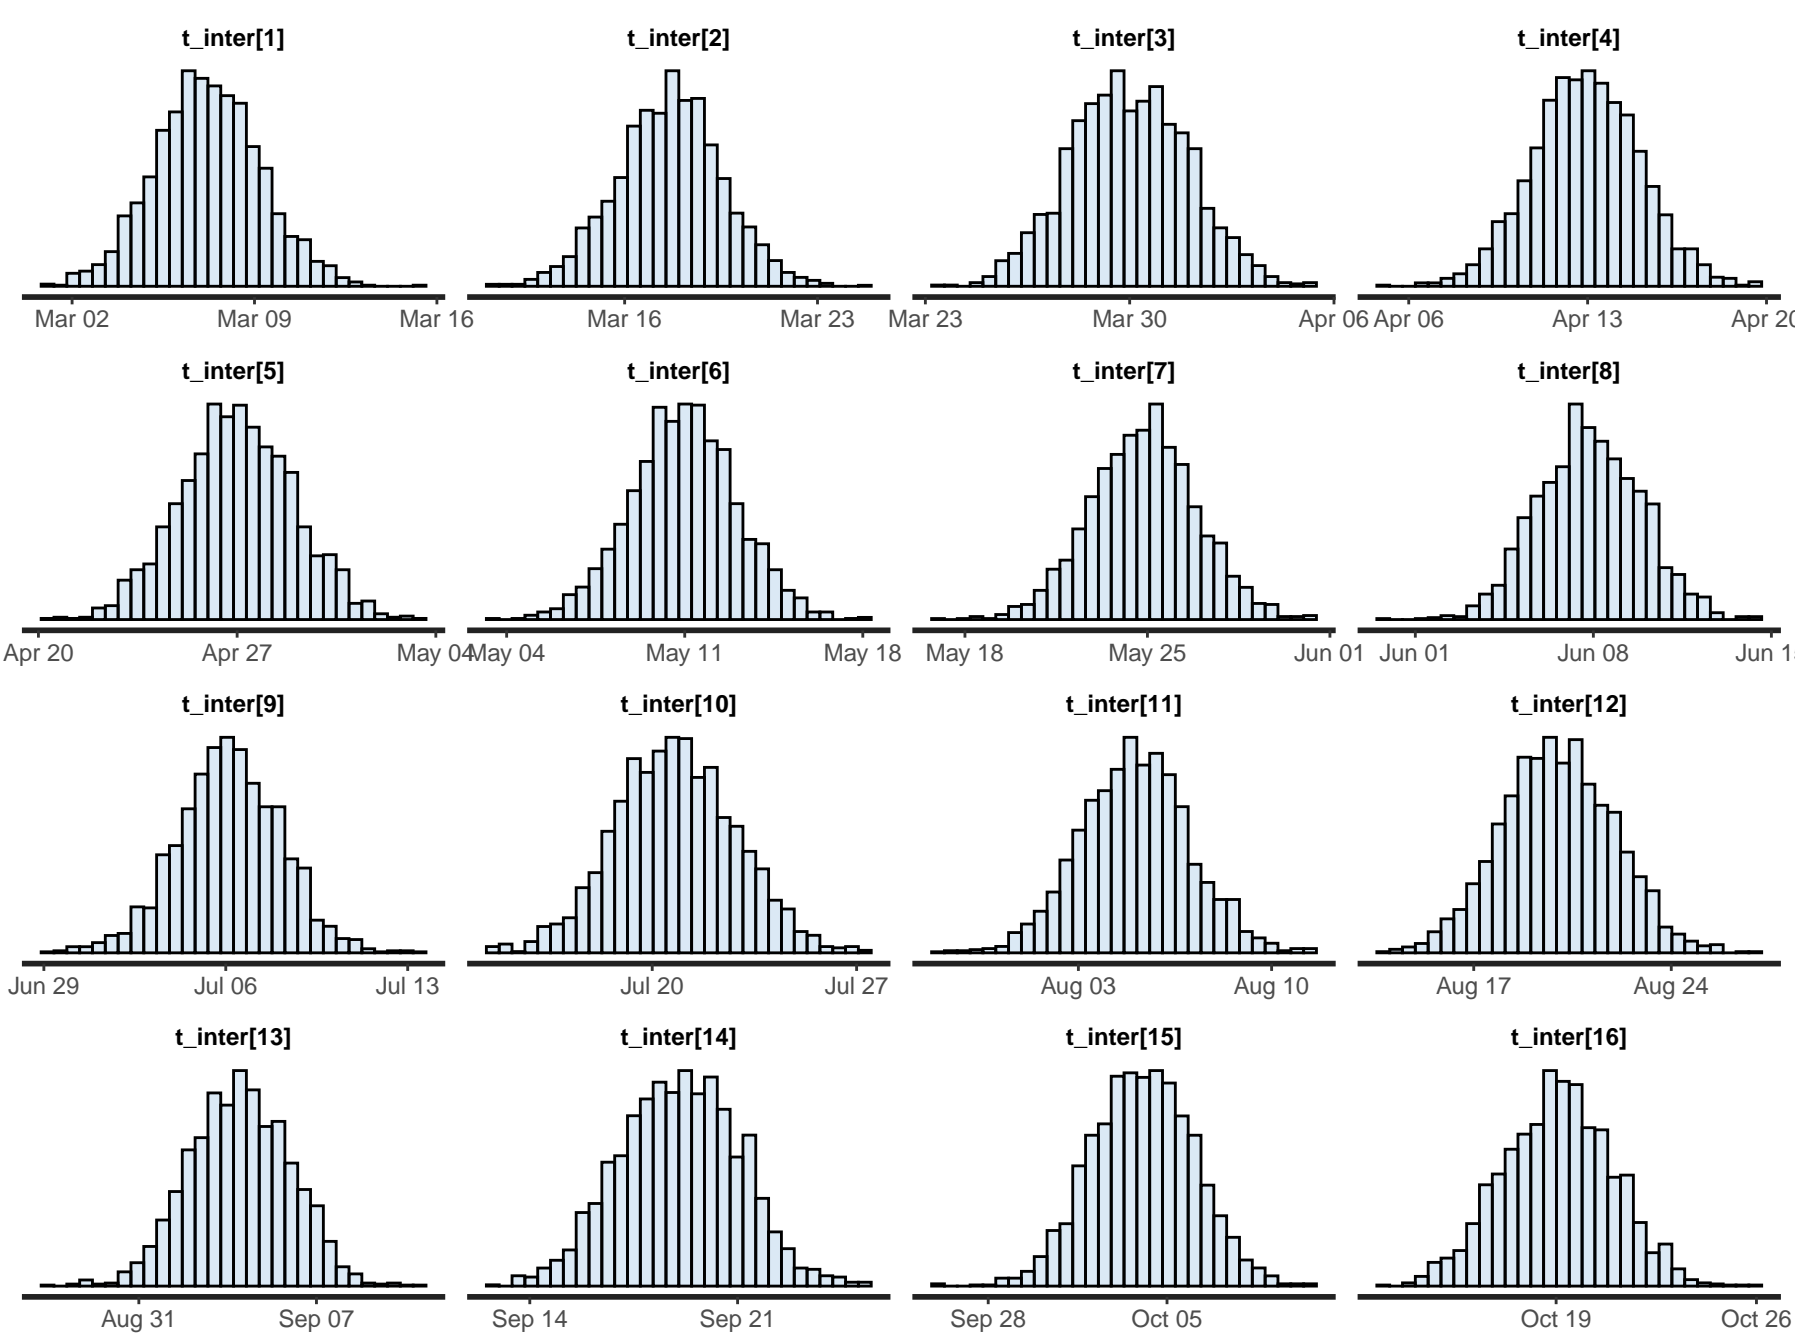 t_inter[1] t_inter[2] t_inter[3] t_inter[4]
Mar 02 Mar 09 Mar 16 Mar 16 Mar 23 Mar 23 Mar 30 Apr 06 Apr 06 Apr 13 Apr 20
t_inter[5] t_inter[6] t_inter[7] t_inter[8]
Apr 20 Apr 27 May 04 May 04 May 11 May 18 May 18 May 25 Jun 01 Jun 01 Jun 08 Jun
t_inter[9] t_inter[10] t_inter[11] t_inter[12]
Jun 29 Jul 06 Jul 13 Jul 20 Jul 27 Aug 03 Aug 10 Aug 17 Aug 24
t_inter[13] t_inter[14] t_inter[15] t_inter[16]
Aug 31 Sep 07 Sep 14 Sep 21 Sep 28 Oct 05 Oct 19 Oct 26